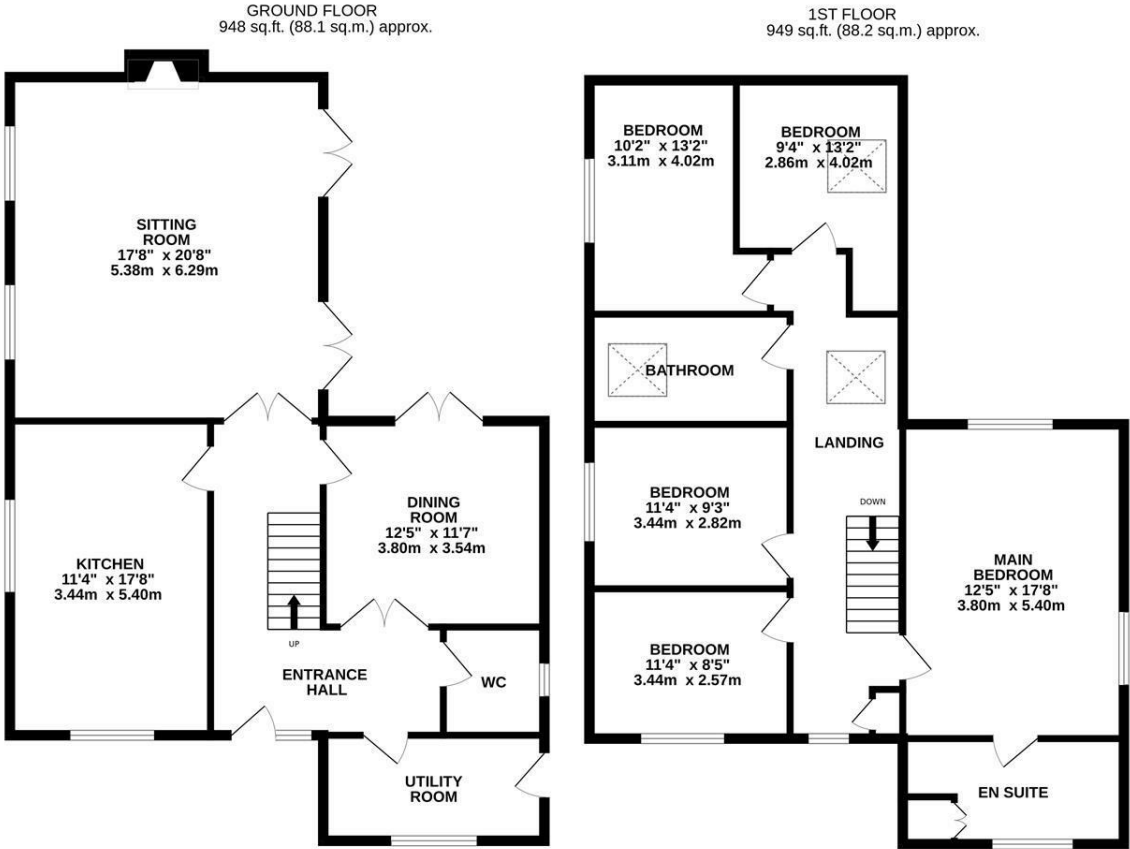 GROUND FLOOR
948 sq.ft. (88.1 sq.m.) approx.
SITTING
ROOM
17'8" x 20'8"
5.38m x 6.29m
KITCHEN
11'4" x 17'8"
3.44m x 5.40m
DINING
ROOM
12'5" x 11'7"
3.80m x 3.54m
UP
ENTRANCE
HALL
WC
UTILITY
ROOM
1ST FLOOR
949 sq.ft. (88.2 sq.m.) approx.
BEDROOM
10'2" x 13'2"
3.11m x 4.02m
BEDROOM
9'4" x 13'2"
2.86m x 4.02m
BATHROOM
LANDING
BEDROOM
11'4" x 9'3"
3.44m x 2.82m
DOWN
MAIN
BEDROOM
12'5" x 17'8"
3.80m x 5.40m
BEDROOM
11'4" x 8'5"
3.44m x 2.57m
EN SUITE